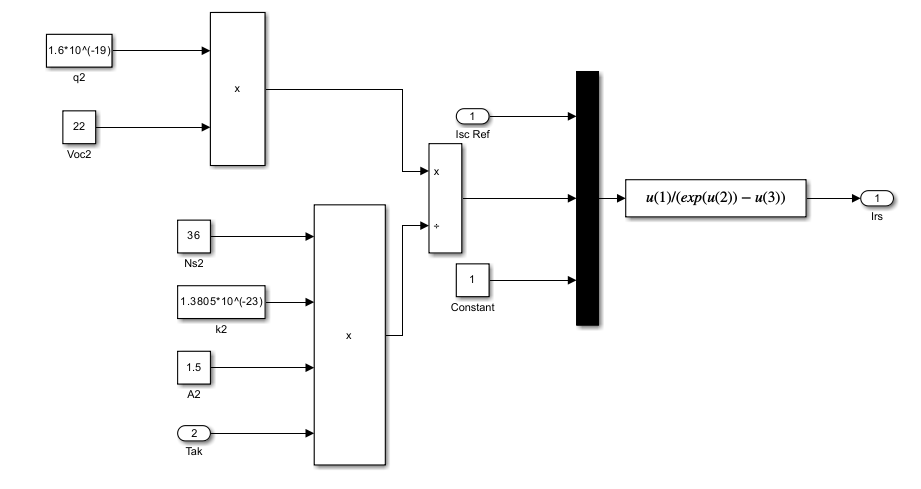 1.6*10^(-19)
q2
22
Voc2
x
36
Ns2
1.3805*10^(-23)
k2
1.5
A2
2
Tak
x
x
÷
1
Isc Ref
1
Constant
u(1)/(exp(u(2)) − u(3))
1
Irs